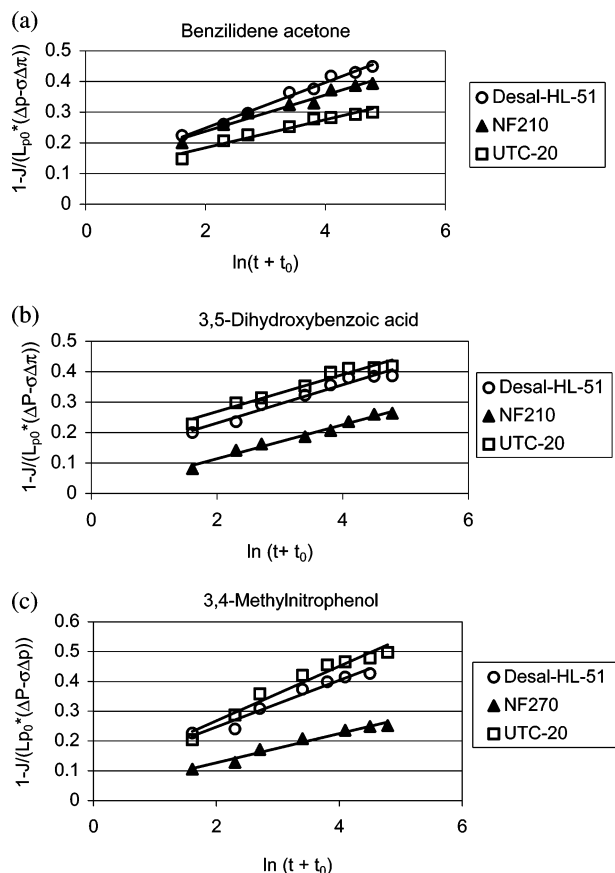 (a)
Benzilidene acetone
1-J/(Lp0*(Δp-σΔπ))
0.5
0.4
0.3
0.2
0.1
0
0 2 4 6
ln(t + t0)
Desal-HL-51
NF210
UTC-20
(b)
3,5-Dihydroxybenzoic acid
1-J/(Lp0*(ΔP-σΔπ))
0.5
0.4
0.3
0.2
0.1
0
0 2 4 6
ln (t+ t0)
Desal-HL-51
NF210
UTC-20
(c)
3,4-Methylnitrophenol
1-J/(Lp0*(ΔP-σΔp))
0.6
0.5
0.4
0.3
0.2
0.1
0
0 2 4 6
ln (t + t0)
Desal-HL-51
NF270
UTC-20